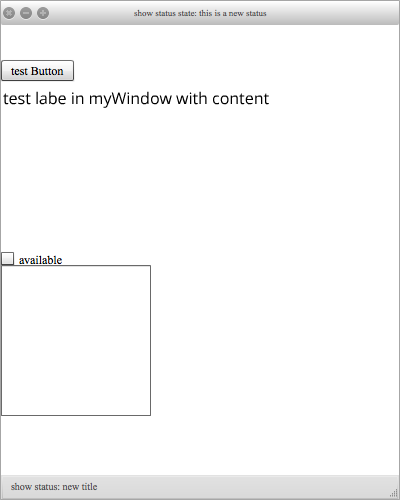 show status state: this is a new status
test Button
test labe in myWindow with content
available
show status: new title